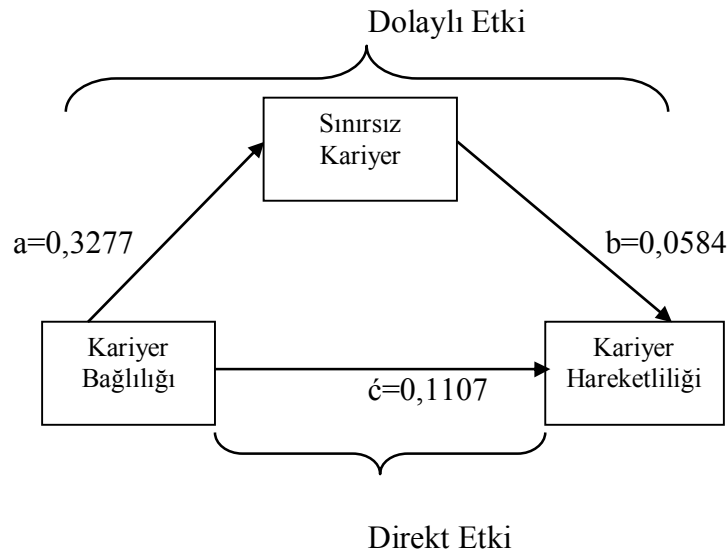 Dolaylı Etki
Sınırsız
Kariyer
a=0,3277
b=0,0584
Kariyer
Bağlılığı
ć=0,1107
Kariyer
Hareketliliği
Direkt Etki